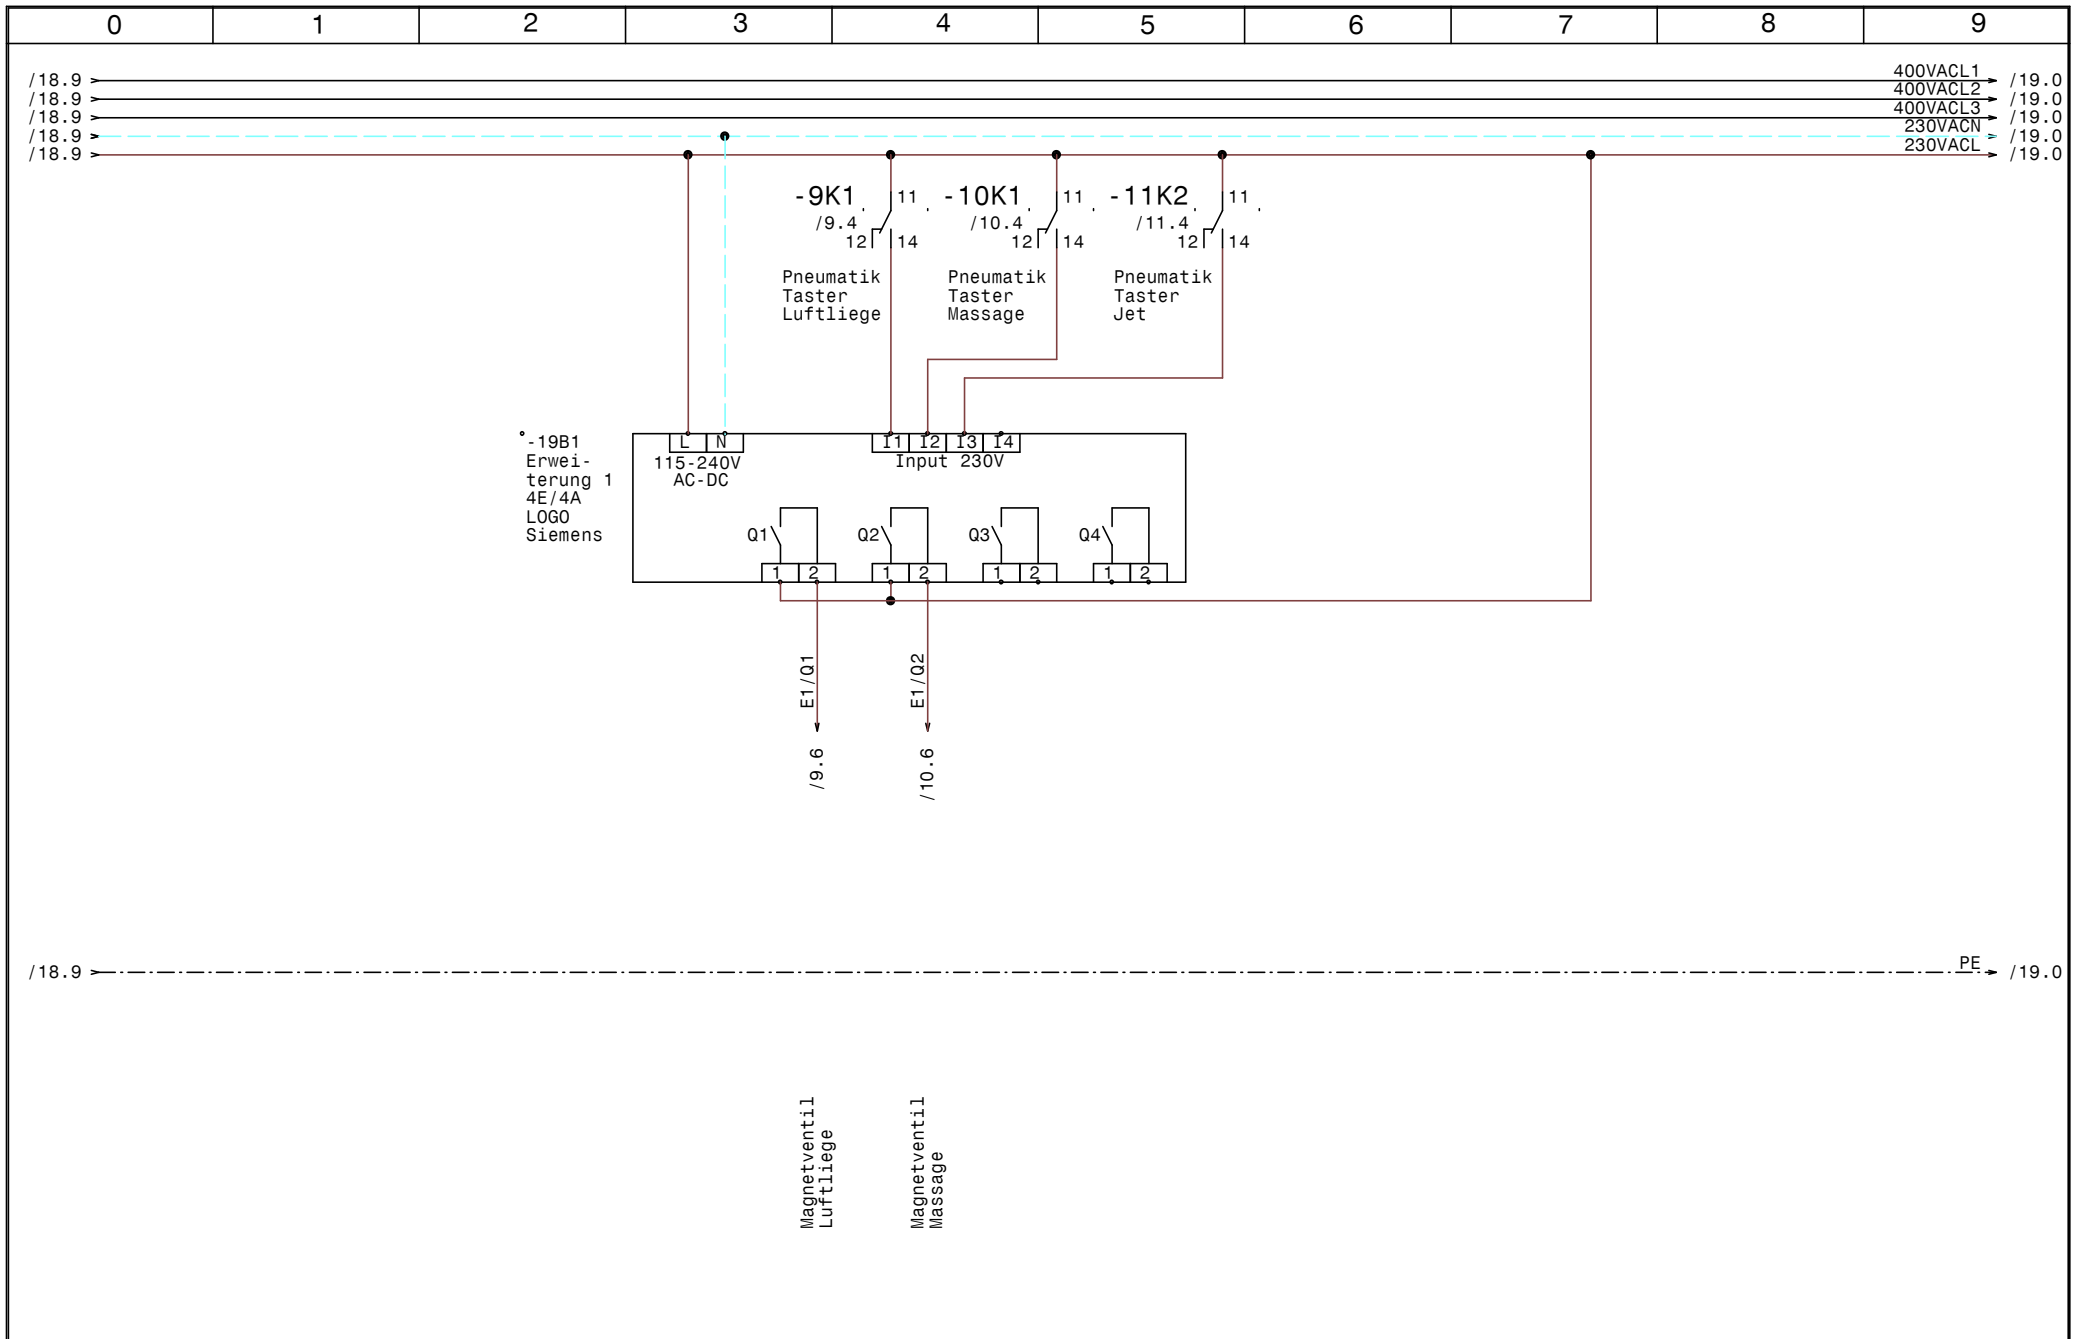 0 1 2 3 4 5 6 7 8 9
/18.9 400VACL1 /19.0
/18.9 400VACL2 /19.0
/18.9 400VACL3 /19.0
/18.9 230VACN /19.0
/18.9 230VACL /19.0
-9K1 11 -10K1 11 -11K2 11
/9.4 /10.4 /11.4
12 14 12 14 12 14
Pneumatik
Taster
Luftliege
Pneumatik
Taster
Massage
Pneumatik
Taster
Jet
-19B1
Erwei-
terung 1
4E/4A
LOGO
Siemens
L N
115-240V
AC-DC
I1 I2 I3 I4
Input 230V
Q1 Q2 Q3 Q4
1 2 1 2 1 2 1 2
E1/Q1
/9.6
E1/Q2
/10.6
/18.9 PE /19.0
Magnetventil
Luftliege
Magnetventil
Massage